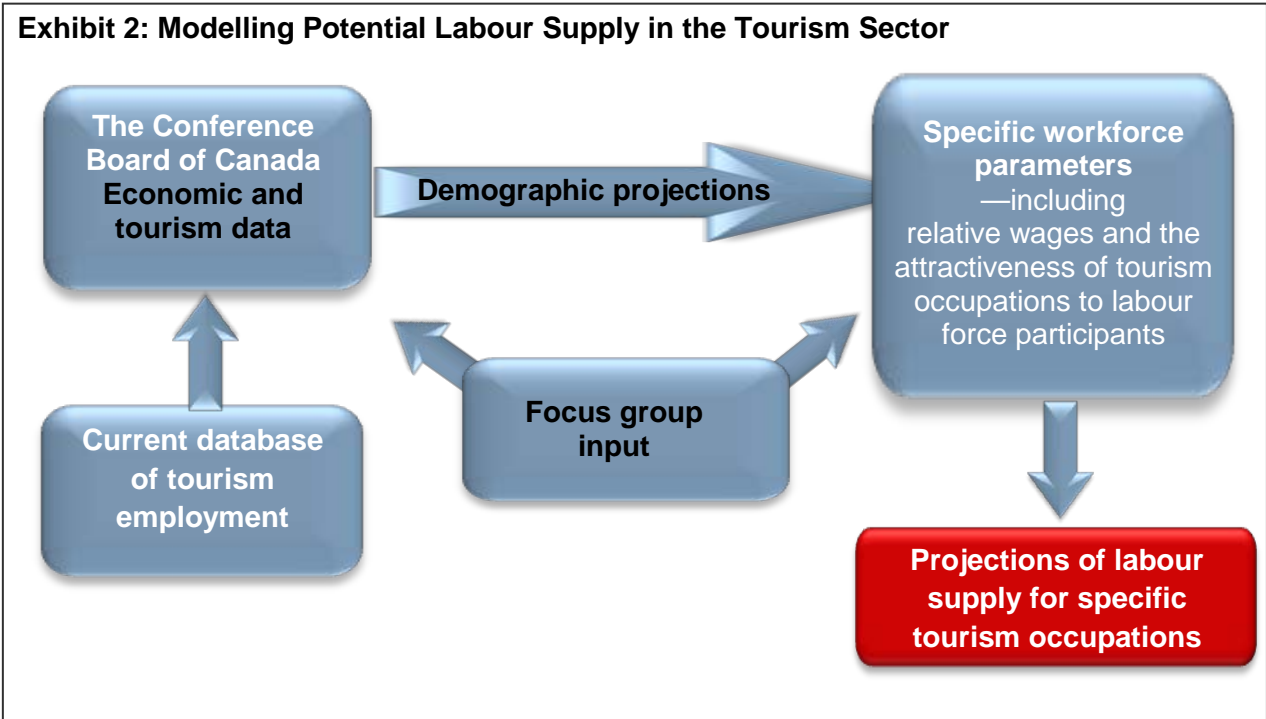 Exhibit 2: Modelling Potential Labour Supply in the Tourism Sector
The Conference
Board of Canada
Economic and
tourism data
Demographic projections
Specific workforce
parameters
—including
relative wages and the
attractiveness of tourism
occupations to labour
force participants
Current database
of tourism
employment
Focus group
input
Projections of labour
supply for specific
tourism occupations